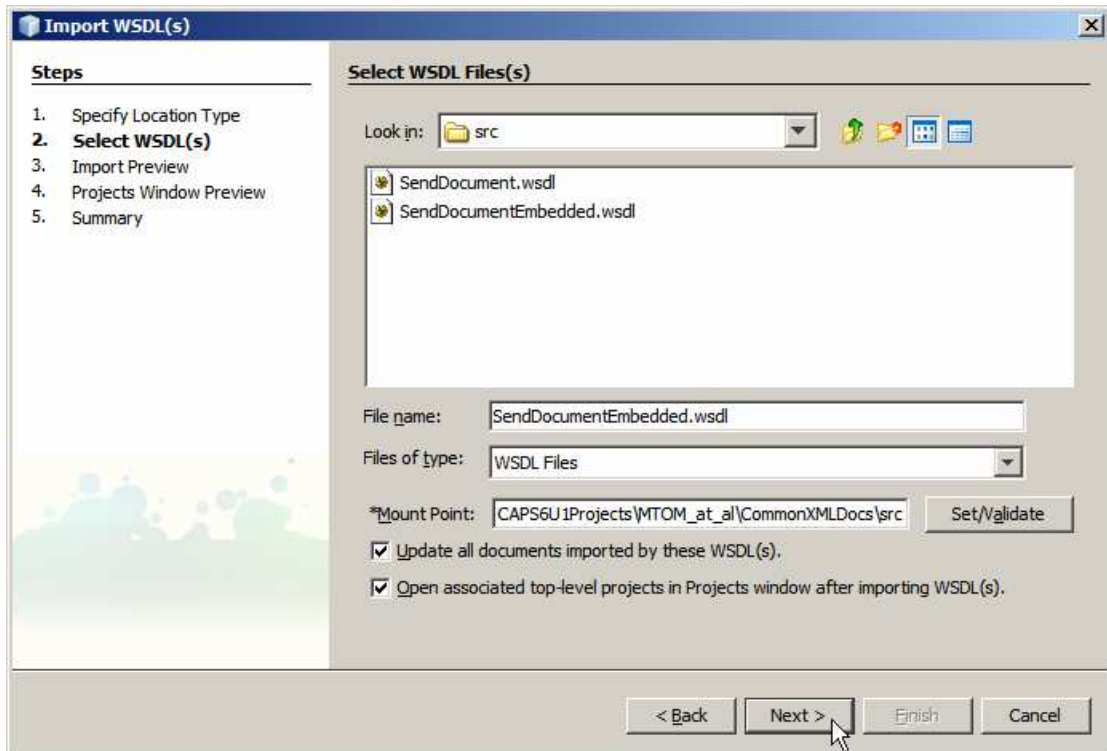 Import WSDL(s)
Steps
1. Specify Location Type
2. Select WSDL(s)
3. Import Preview
4. Projects Window Preview
5. Summary
Select WSDL Files(s)
Look in: src
SendDocument.wsdl
SendDocumentEmbedded.wsdl
File name: SendDocumentEmbedded.wsdl
Files of type: WSDL Files
*Mount Point: CAPS6U1Projects\MTOM_at_al\CommonXMLDocs\src Set/Validate
Update all documents imported by these WSDL(s).
Open associated top-level projects in Projects window after importing WSDL(s).
< Back Next > Finish Cancel